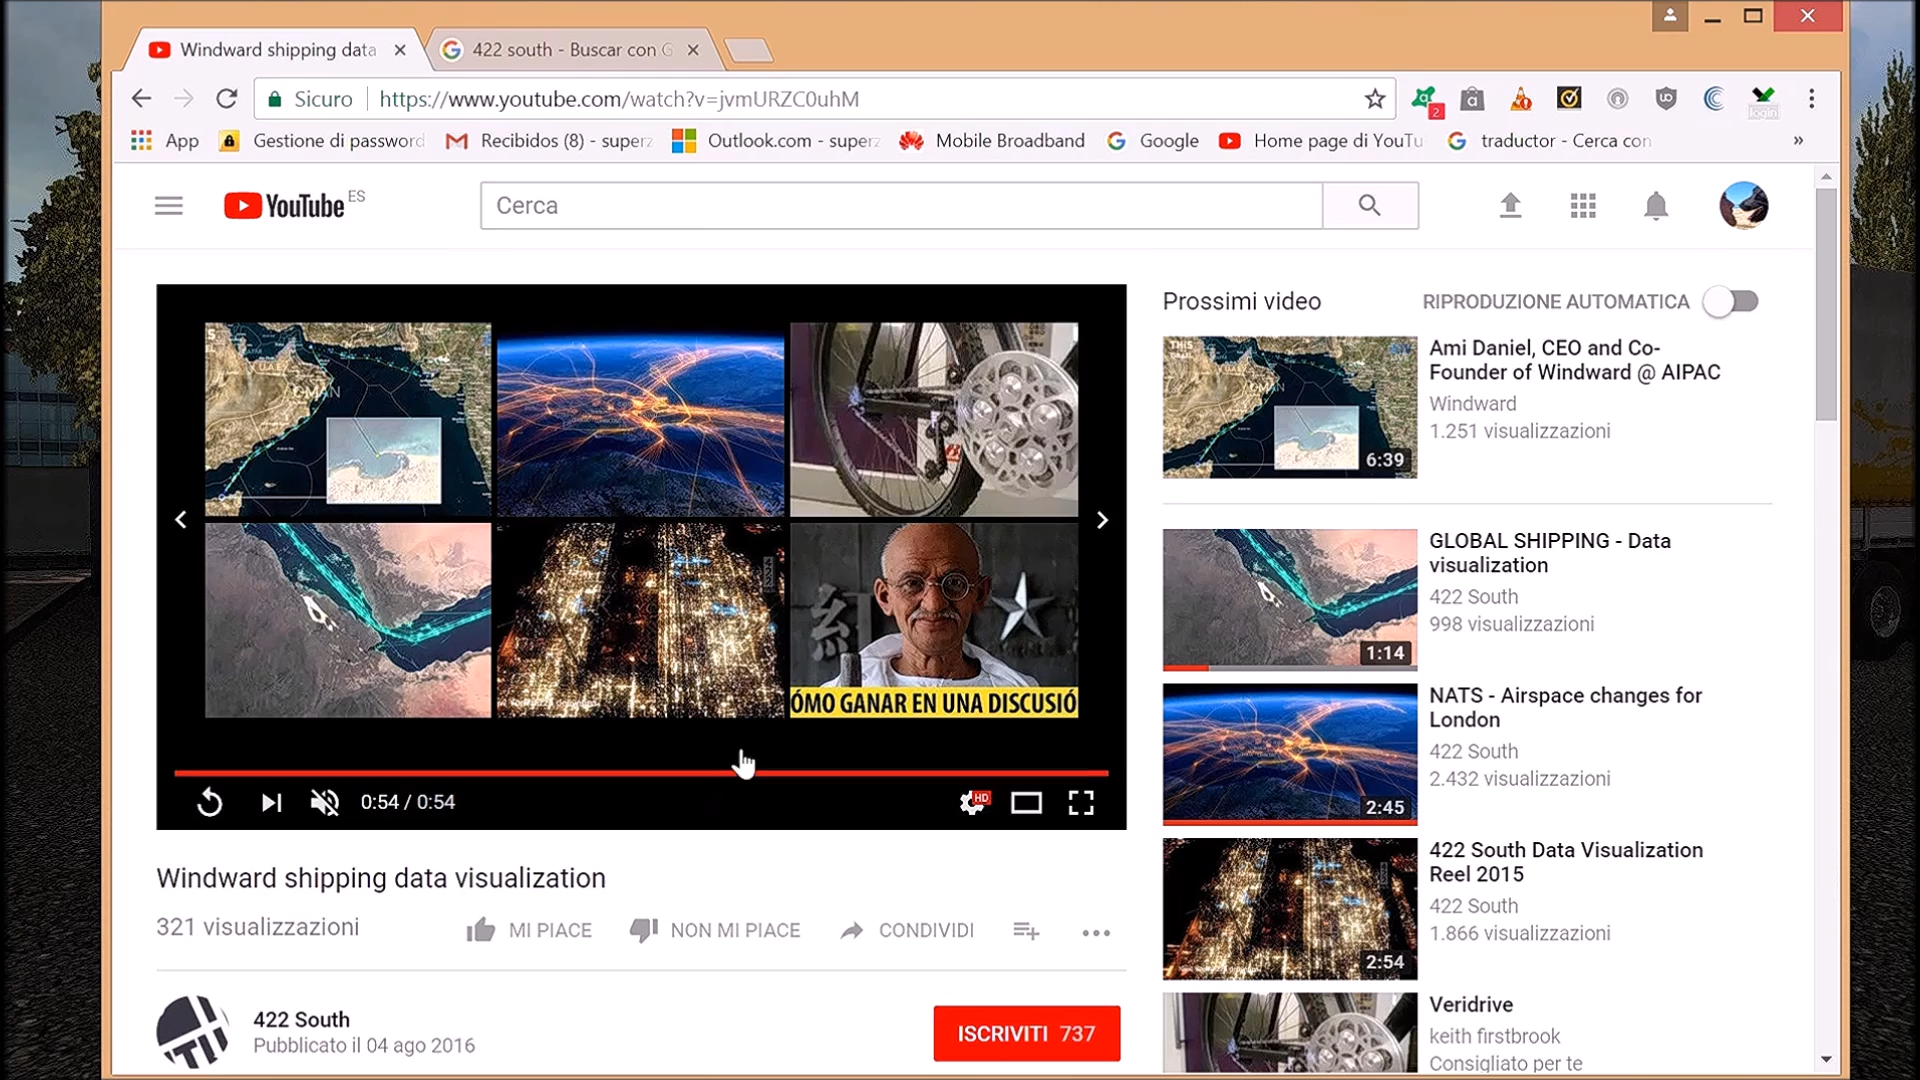 Windward shipping data
422 south - Buscar con G
Sicuro
https://www.youtube.com/watch?v=jvmURZC0uhM
2
App
Gestione di password
Recibidos (8) - superz
Outlook.com - superz
Mobile Broadband
Google
Home page di YouTu
traductor - Cerca con
»
YouTube ES
Cerca
OMAN
ÓMO GANAR EN UNA DISCUSIÓ
0:54 / 0:54
HD
Windward shipping data visualization
321 visualizzazioni
MI PIACE
NON MI PIACE
CONDIVIDI
422 South
Pubblicato il 04 ago 2016
ISCRIVITI 737
Prossimi video
RIPRODUZIONE AUTOMATICA
THIS
6:39
Ami Daniel, CEO and Co-
Founder of Windward @ AIPAC
Windward
1.251 visualizzazioni
1:14
GLOBAL SHIPPING - Data
visualization
422 South
998 visualizzazioni
2:45
NATS - Airspace changes for
London
422 South
2.432 visualizzazioni
2:54
422 South Data Visualization
Reel 2015
422 South
1.866 visualizzazioni
Veridrive
keith firstbrook
Consigliato per te